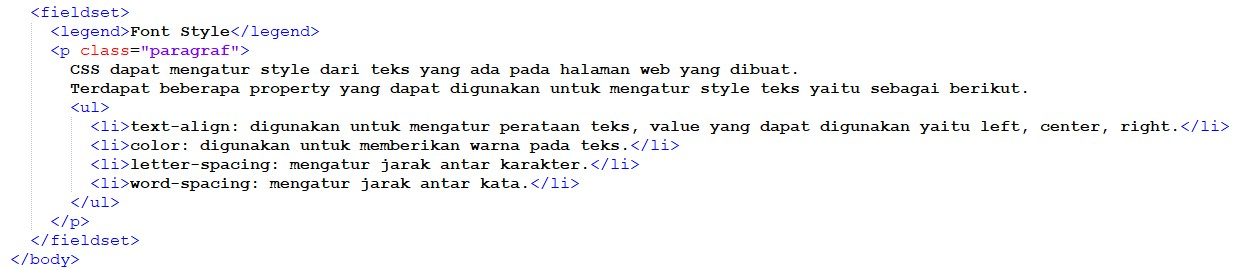 <fieldset>
<legend>Font Style</legend>
<p class="paragraf">
CSS dapat mengatur style dari teks yang ada pada halaman web yang dibuat.
Terdapat beberapa property yang dapat digunakan untuk mengatur style teks yaitu sebagai berikut.
<ul>
<li>text-align: digunakan untuk mengatur perataan teks, value yang dapat digunakan yaitu left, center, right.</li>
<li>color: digunakan untuk memberikan warna pada teks.</li>
<li>letter-spacing: mengatur jarak antar karakter.</li>
<li>word-spacing: mengatur jarak antar kata.</li>
</ul>
</p>
</fieldset>
</body>